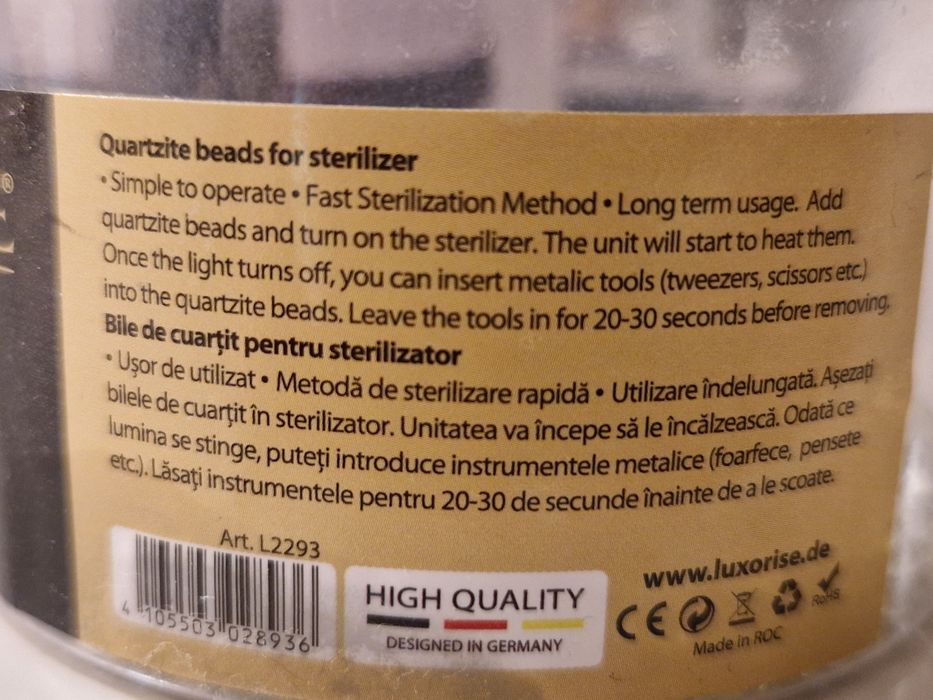 ®
Quartzite beads for sterilizer
• Simple to operate • Fast Sterilization Method • Long term usage. Add
quartzite beads and turn on the sterilizer. The unit will start to heat them.
Once the light turns off, you can insert metalic tools (tweezers, scissors etc.)
into the quartzite beads. Leave the tools in for 20-30 seconds before removing.
Bile de cuarțit pentru sterilizator
• Ușor de utilizat • Metodă de sterilizare rapidă • Utilizare îndelungată. Așezați
bilele de cuarțit în sterilizator. Unitatea va începe să le încălzească. Odată ce
lumina se stinge, puteți introduce instrumentele metalice (foarfece, pensete
etc.). Lăsați instrumentele pentru 20-30 de secunde înainte de a le scoate.
Art. L2293
4 105503 028936
HIGH QUALITY
DESIGNED IN GERMANY
www.luxorise.de
CE
RoHS
Made in ROC